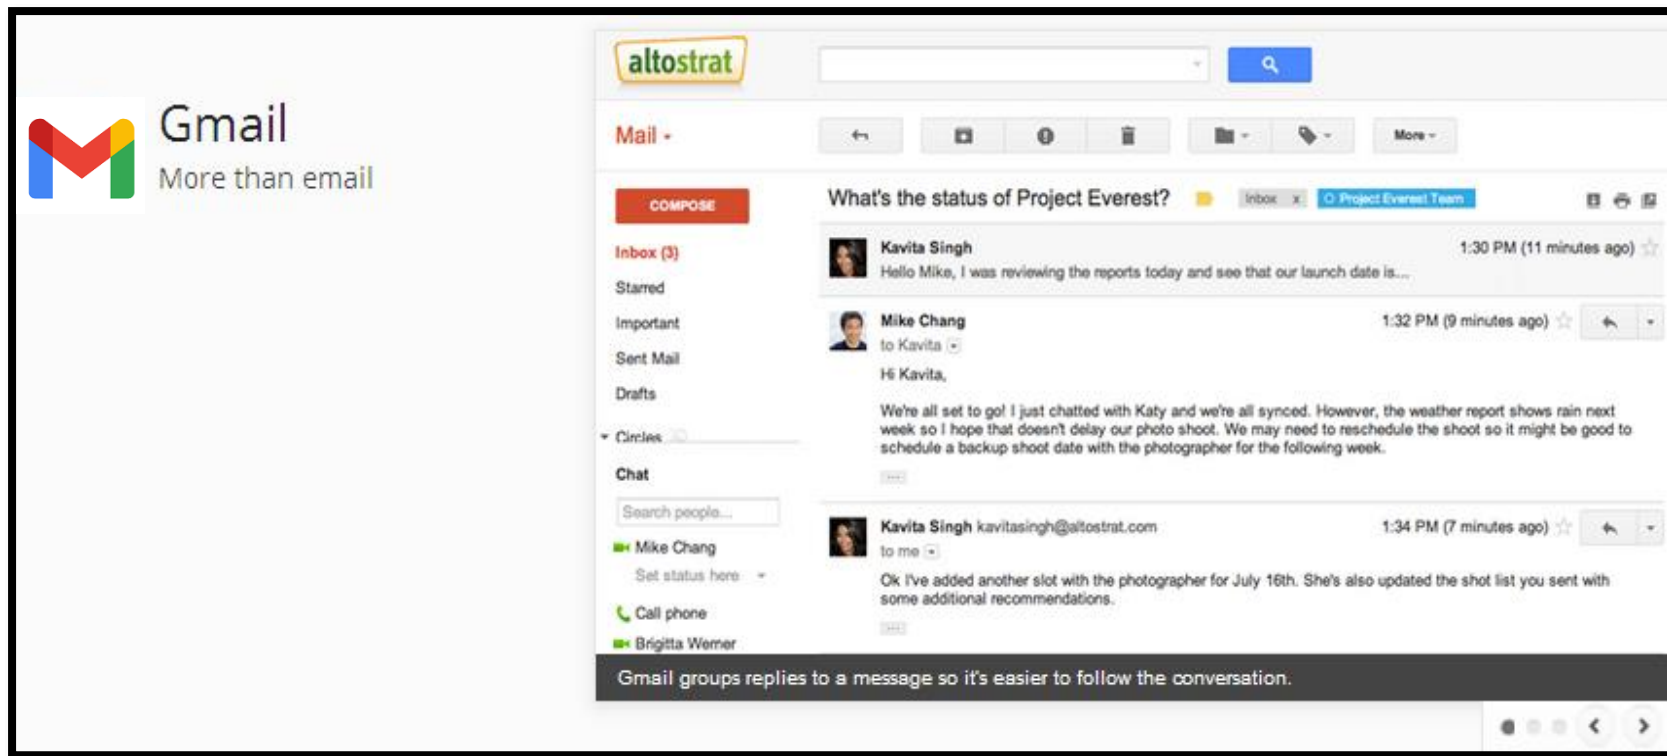 Gmail
More than email
altostrat
Mail
More
COMPOSE
What's the status of Project Everest?
Inbox x
Project Everest Team
Inbox (3)
Starred
Important
Sent Mail
Drafts
Circles
Chat
Search people...
Mike Chang
Set status here
Call phone
Brigitta Werner
Kavita Singh
1:30 PM (11 minutes ago)
Hello Mike, I was reviewing the reports today and see that our launch date is...
Mike Chang
1:32 PM (9 minutes ago)
to Kavita
Hi Kavita,
We're all set to go! I just chatted with Katy and we're all synced. However, the weather report shows rain next
week so I hope that doesn't delay our photo shoot. We may need to reschedule the shoot so it might be good to
schedule a backup shoot date with the photographer for the following week.
Kavita Singh kavitasingh@altostrat.com
1:34 PM (7 minutes ago)
to me
Ok I've added another slot with the photographer for July 16th. She's also updated the shot list you sent with
some additional recommendations.
Gmail groups replies to a message so it's easier to follow the conversation.